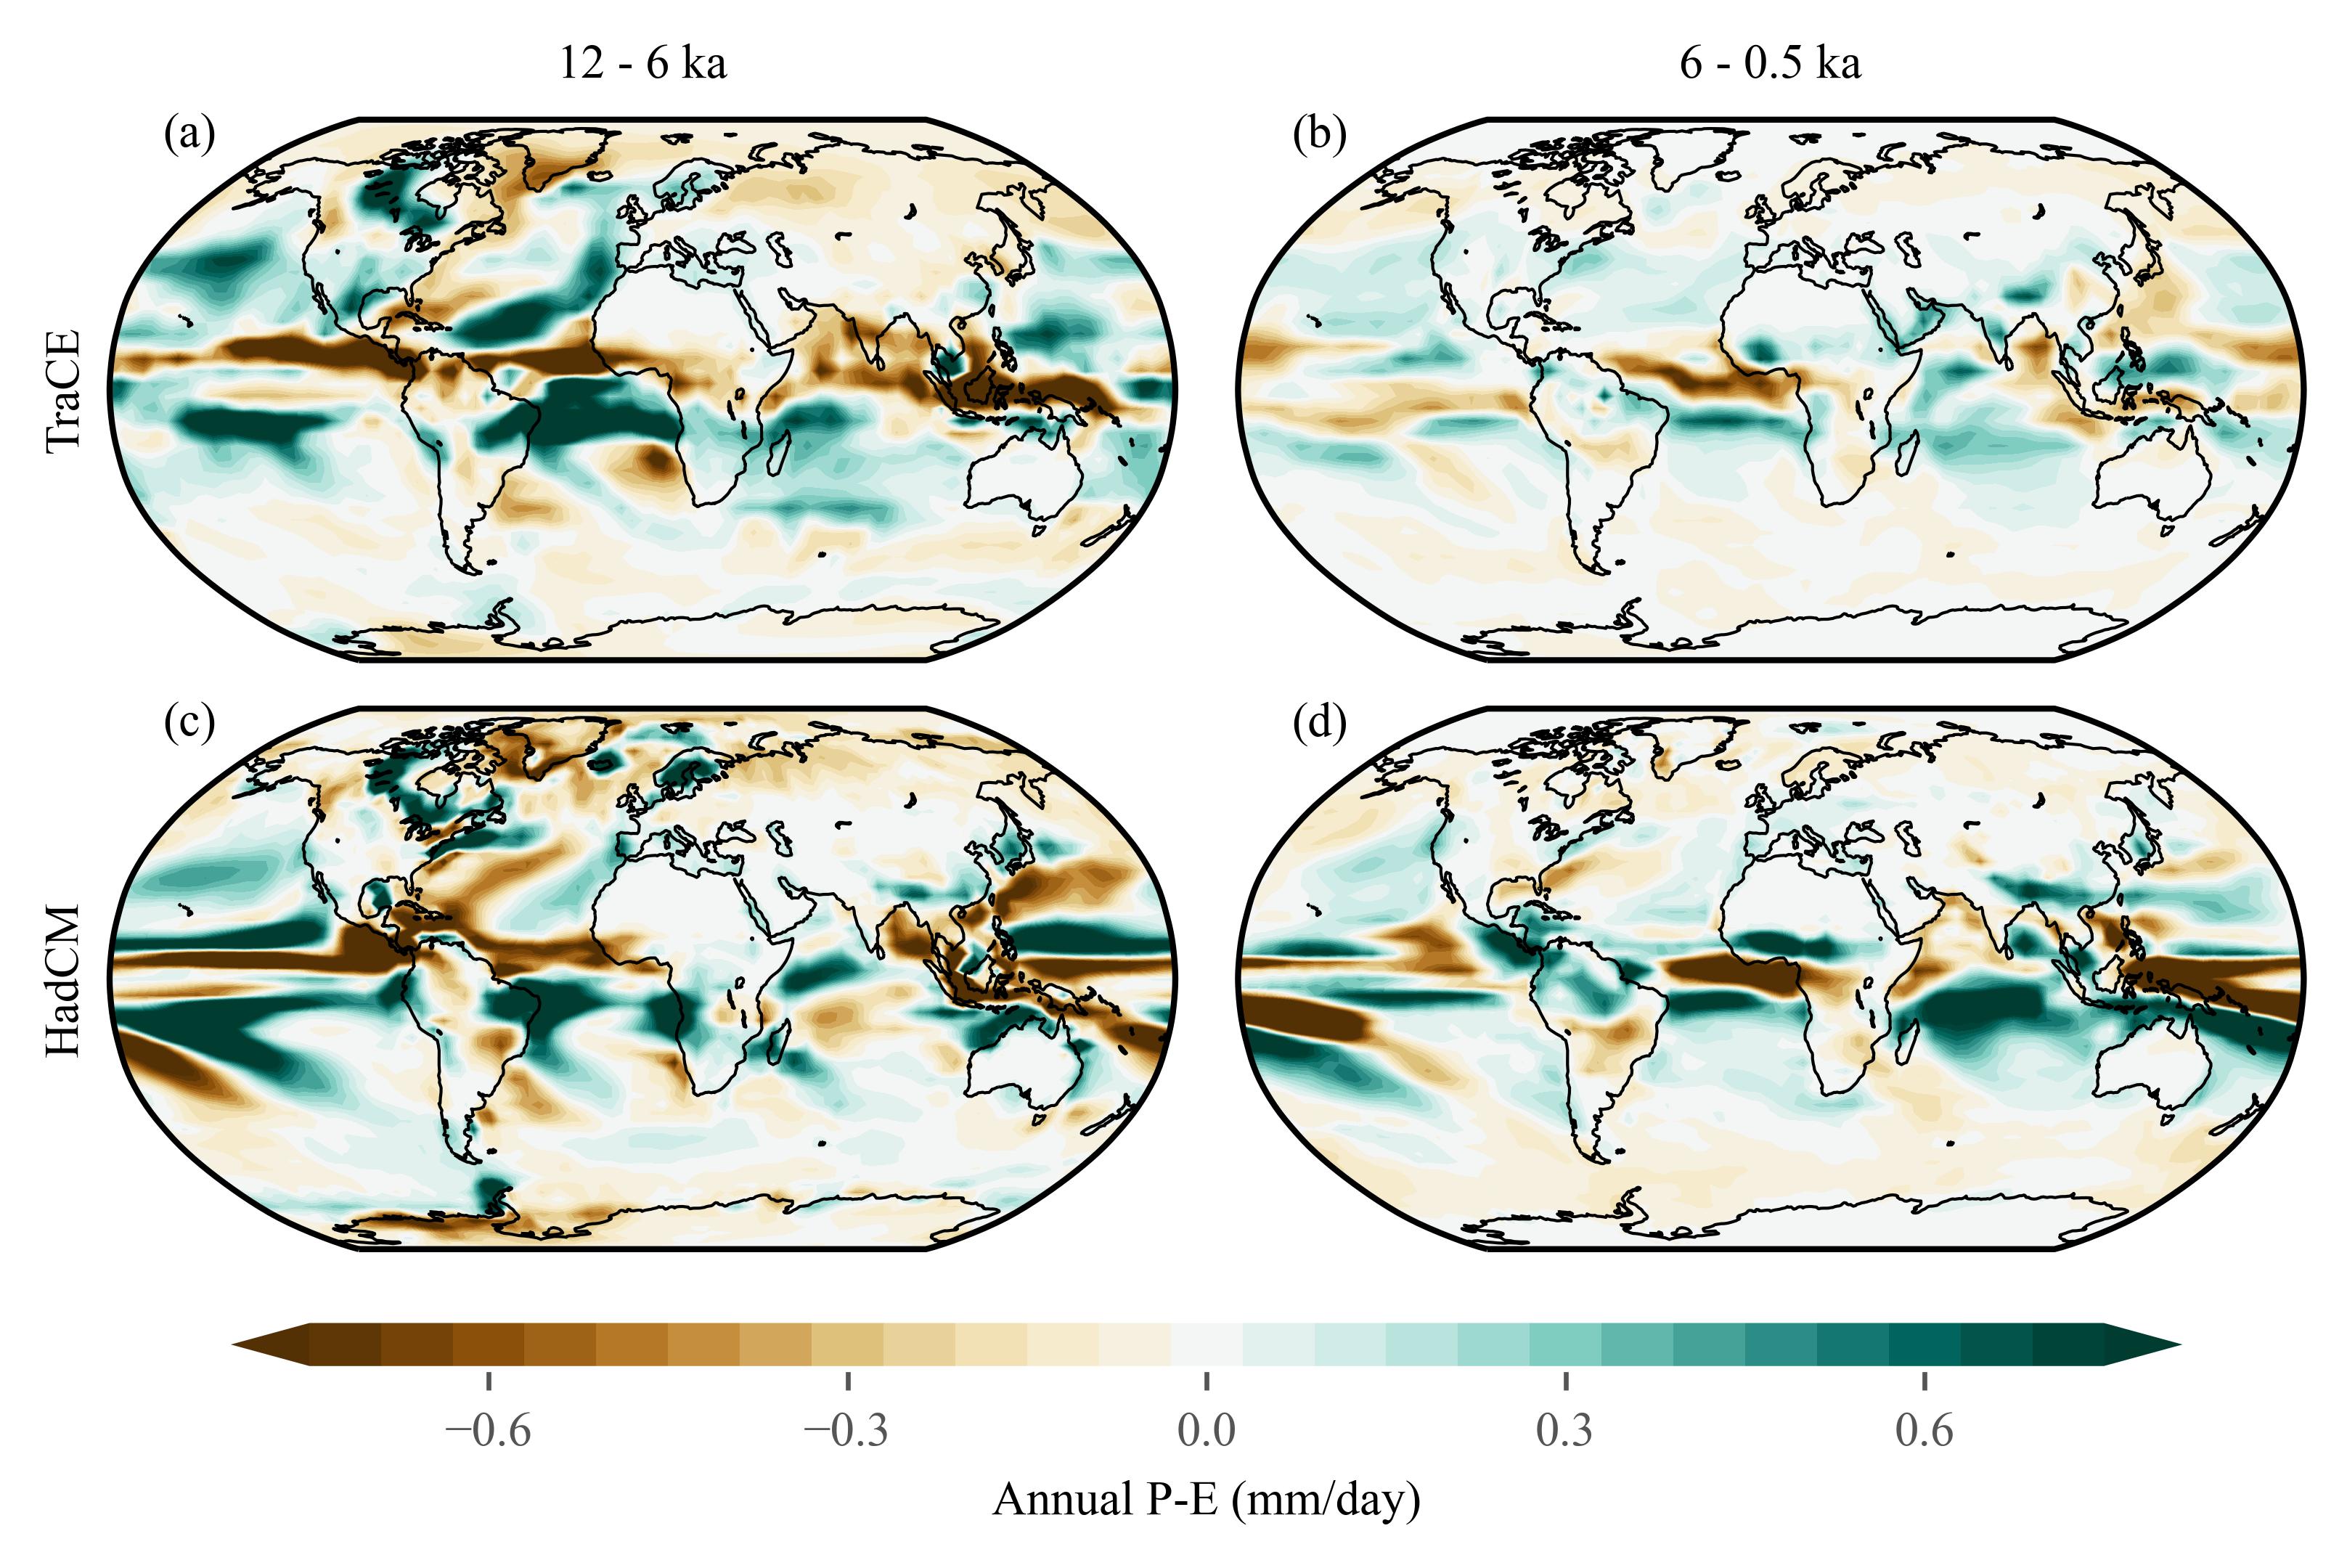 12 - 6 ka
6 - 0.5 ka
(a)
(b)
TraCE
(c)
(d)
HadCM
−0.6
−0.3
0.0
0.3
0.6
Annual P-E (mm/day)